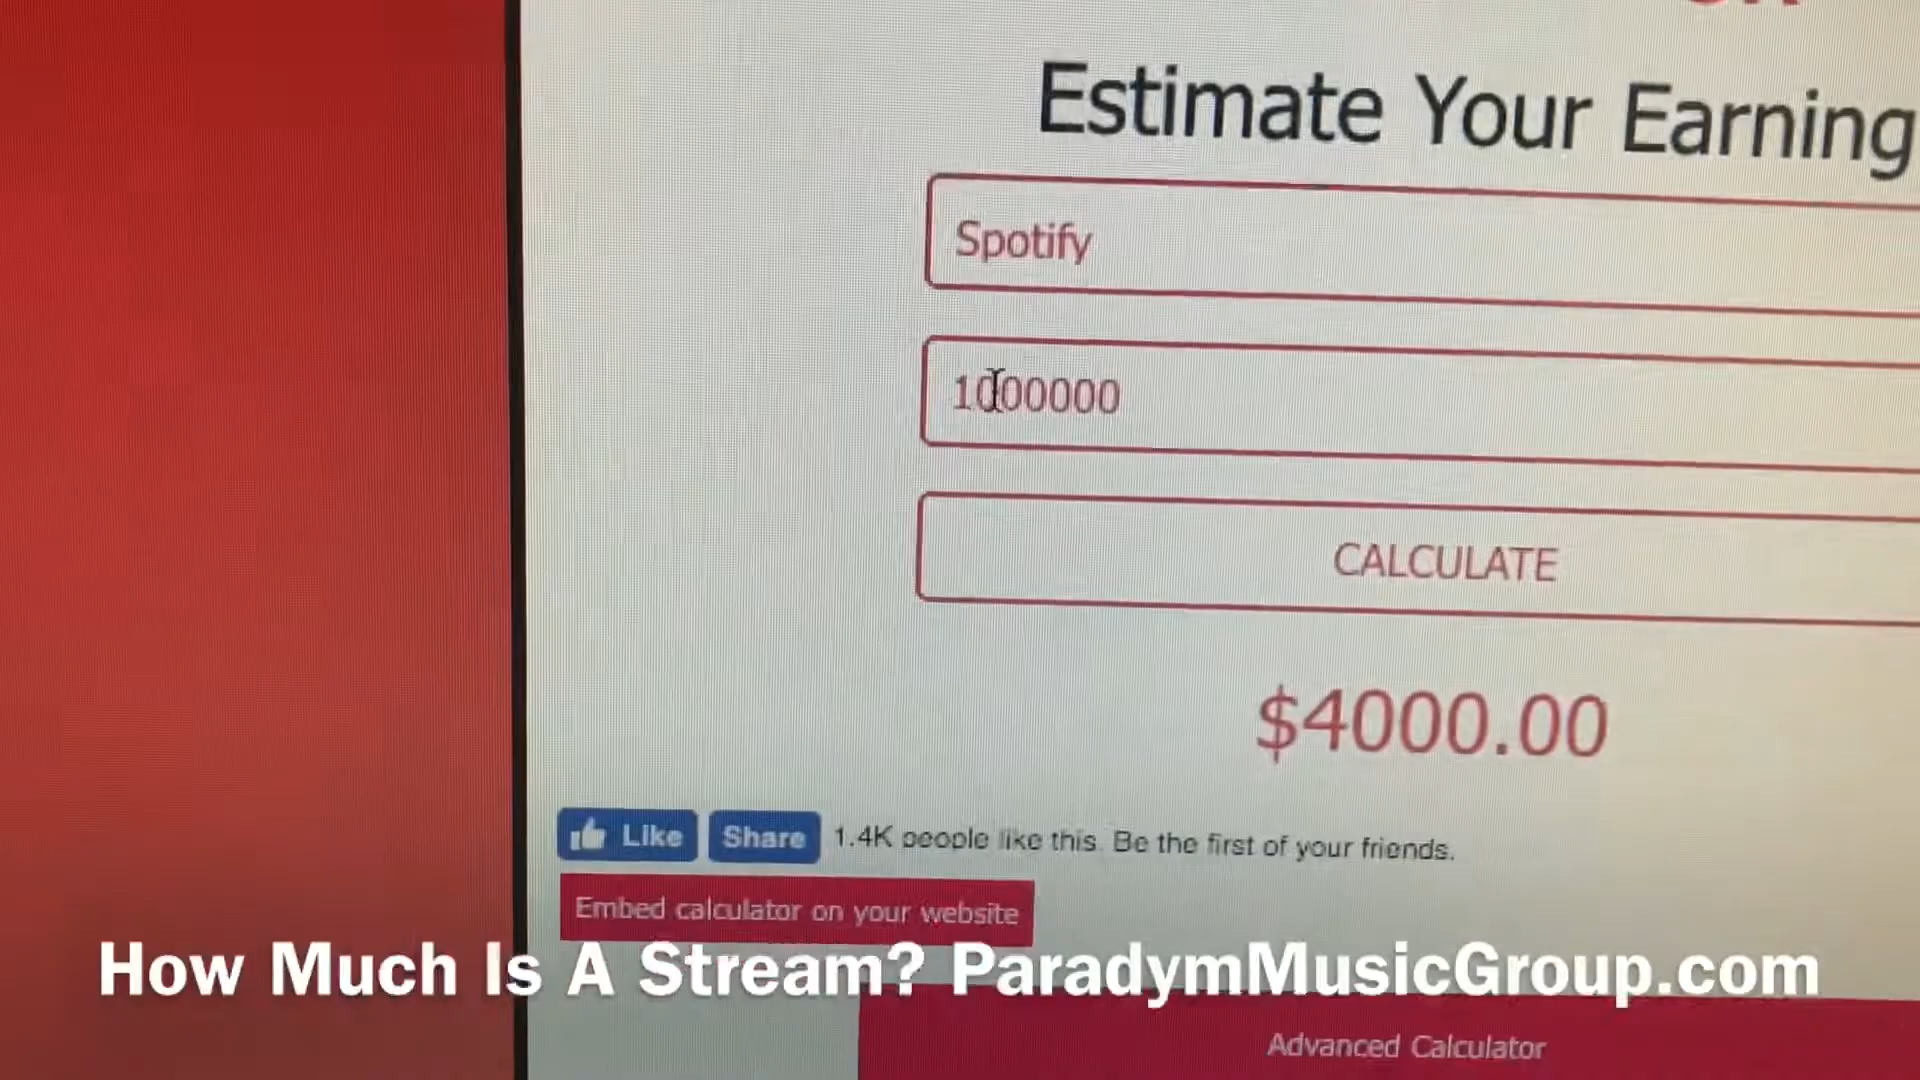 Estimate Your Earning
Spotify
1000000
CALCULATE
$4000.00
Like Share 1.4K people like this. Be the first of your friends.
Embed calculator on your website
How Much Is A Stream? ParadymMusicGroup.com
Advanced Calculator